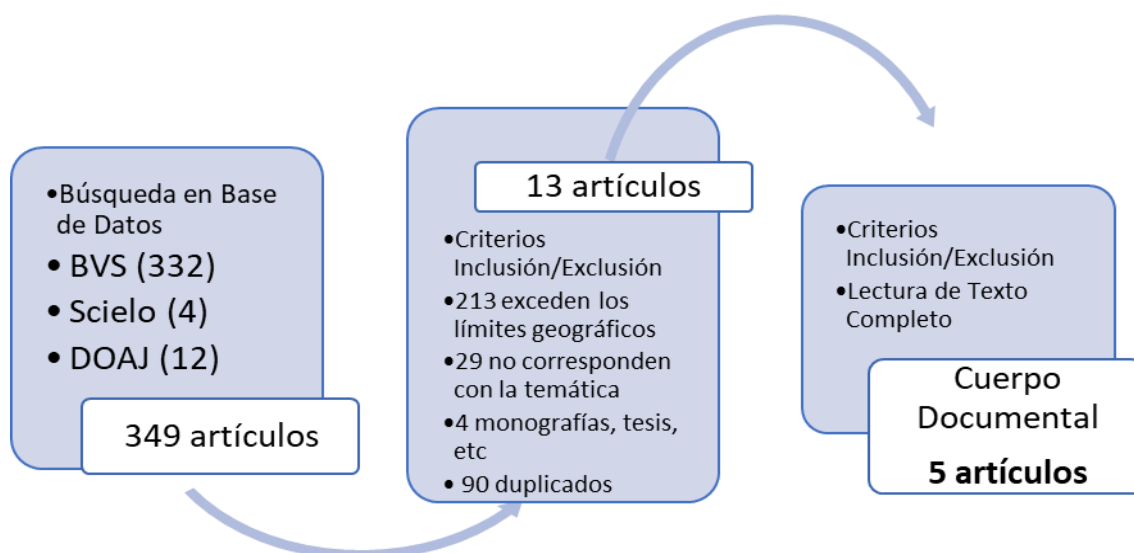 •Búsqueda en Base
de Datos
• BVS (332)
• Scielo (4)
• DOAJ (12)
349 artículos
13 artículos
•Criterios
Inclusión/Exclusión
•213 exceden los
límites geográficos
•29 no corresponden
con la temática
•4 monografías, tesis,
etc
• 90 duplicados
•Criterios
Inclusión/Exclusión
•Lectura de Texto
Completo
Cuerpo
Documental
5 artículos